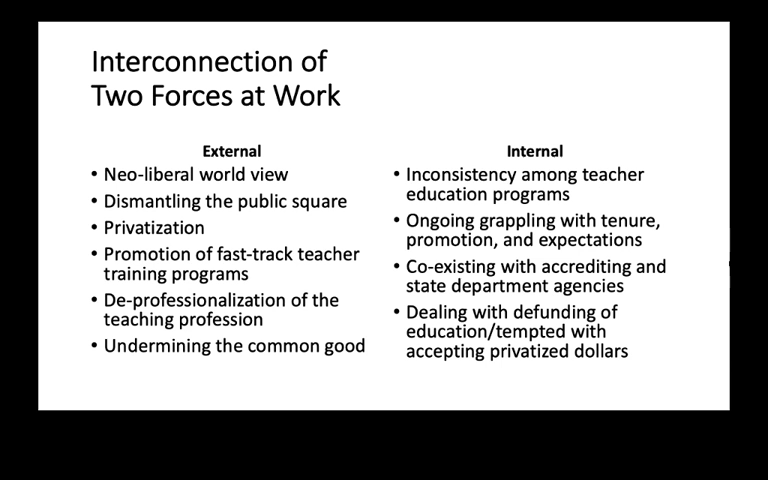 Interconnection of
Two Forces at Work
External
• Neo-liberal world view
• Dismantling the public square
• Privatization
• Promotion of fast-track teacher
training programs
• De-professionalization of the
teaching profession
• Undermining the common good
Internal
• Inconsistency among teacher
education programs
• Ongoing grappling with tenure,
promotion, and expectations
• Co-existing with accrediting and
state department agencies
• Dealing with defunding of
education/tempted with
accepting privatized dollars